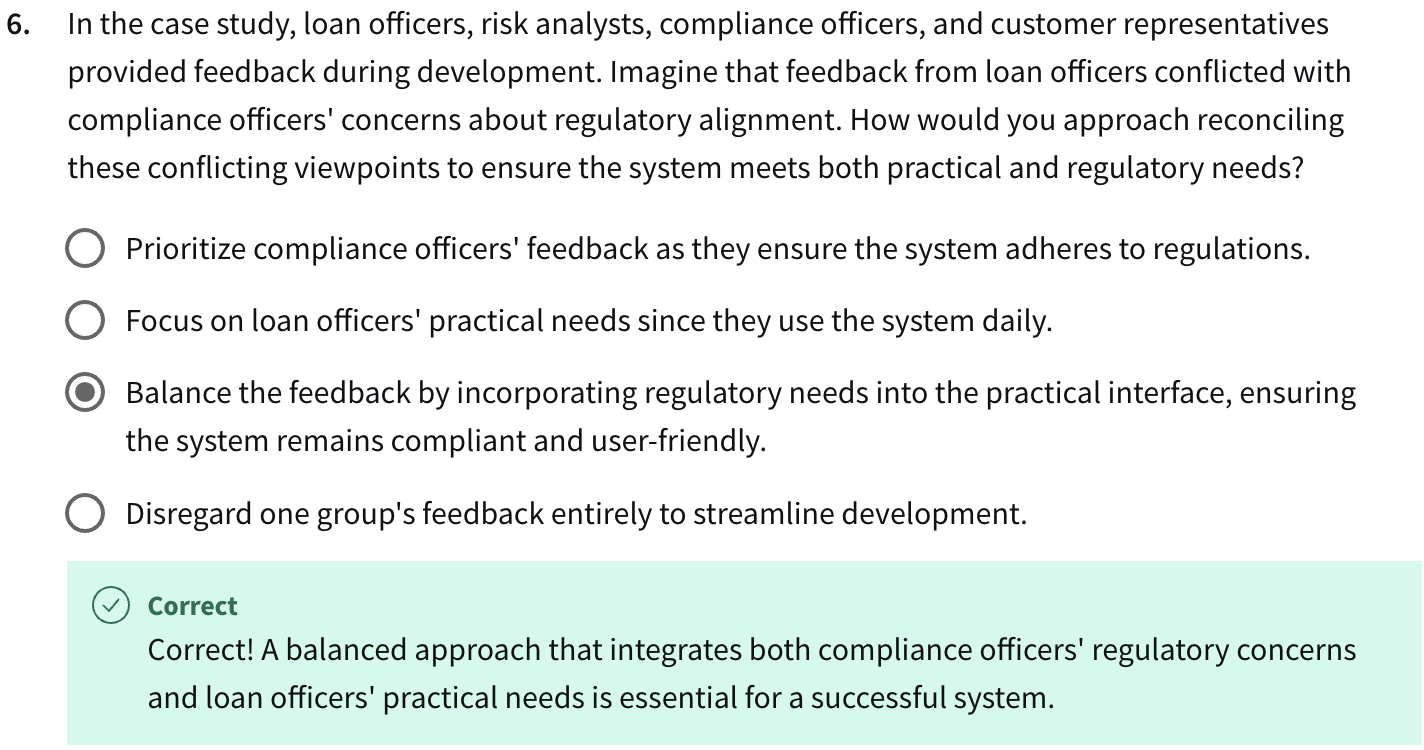 6. In the case study, loan officers, risk analysts, compliance officers, and customer representatives
provided feedback during development. Imagine that feedback from loan officers conflicted with
compliance officers' concerns about regulatory alignment. How would you approach reconciling
these conflicting viewpoints to ensure the system meets both practical and regulatory needs?
Prioritize compliance officers' feedback as they ensure the system adheres to regulations.
Focus on loan officers' practical needs since they use the system daily.
Balance the feedback by incorporating regulatory needs into the practical interface, ensuring
the system remains compliant and user-friendly.
Disregard one group's feedback entirely to streamline development.
Correct
Correct! A balanced approach that integrates both compliance officers' regulatory concerns
and loan officers' practical needs is essential for a successful system.